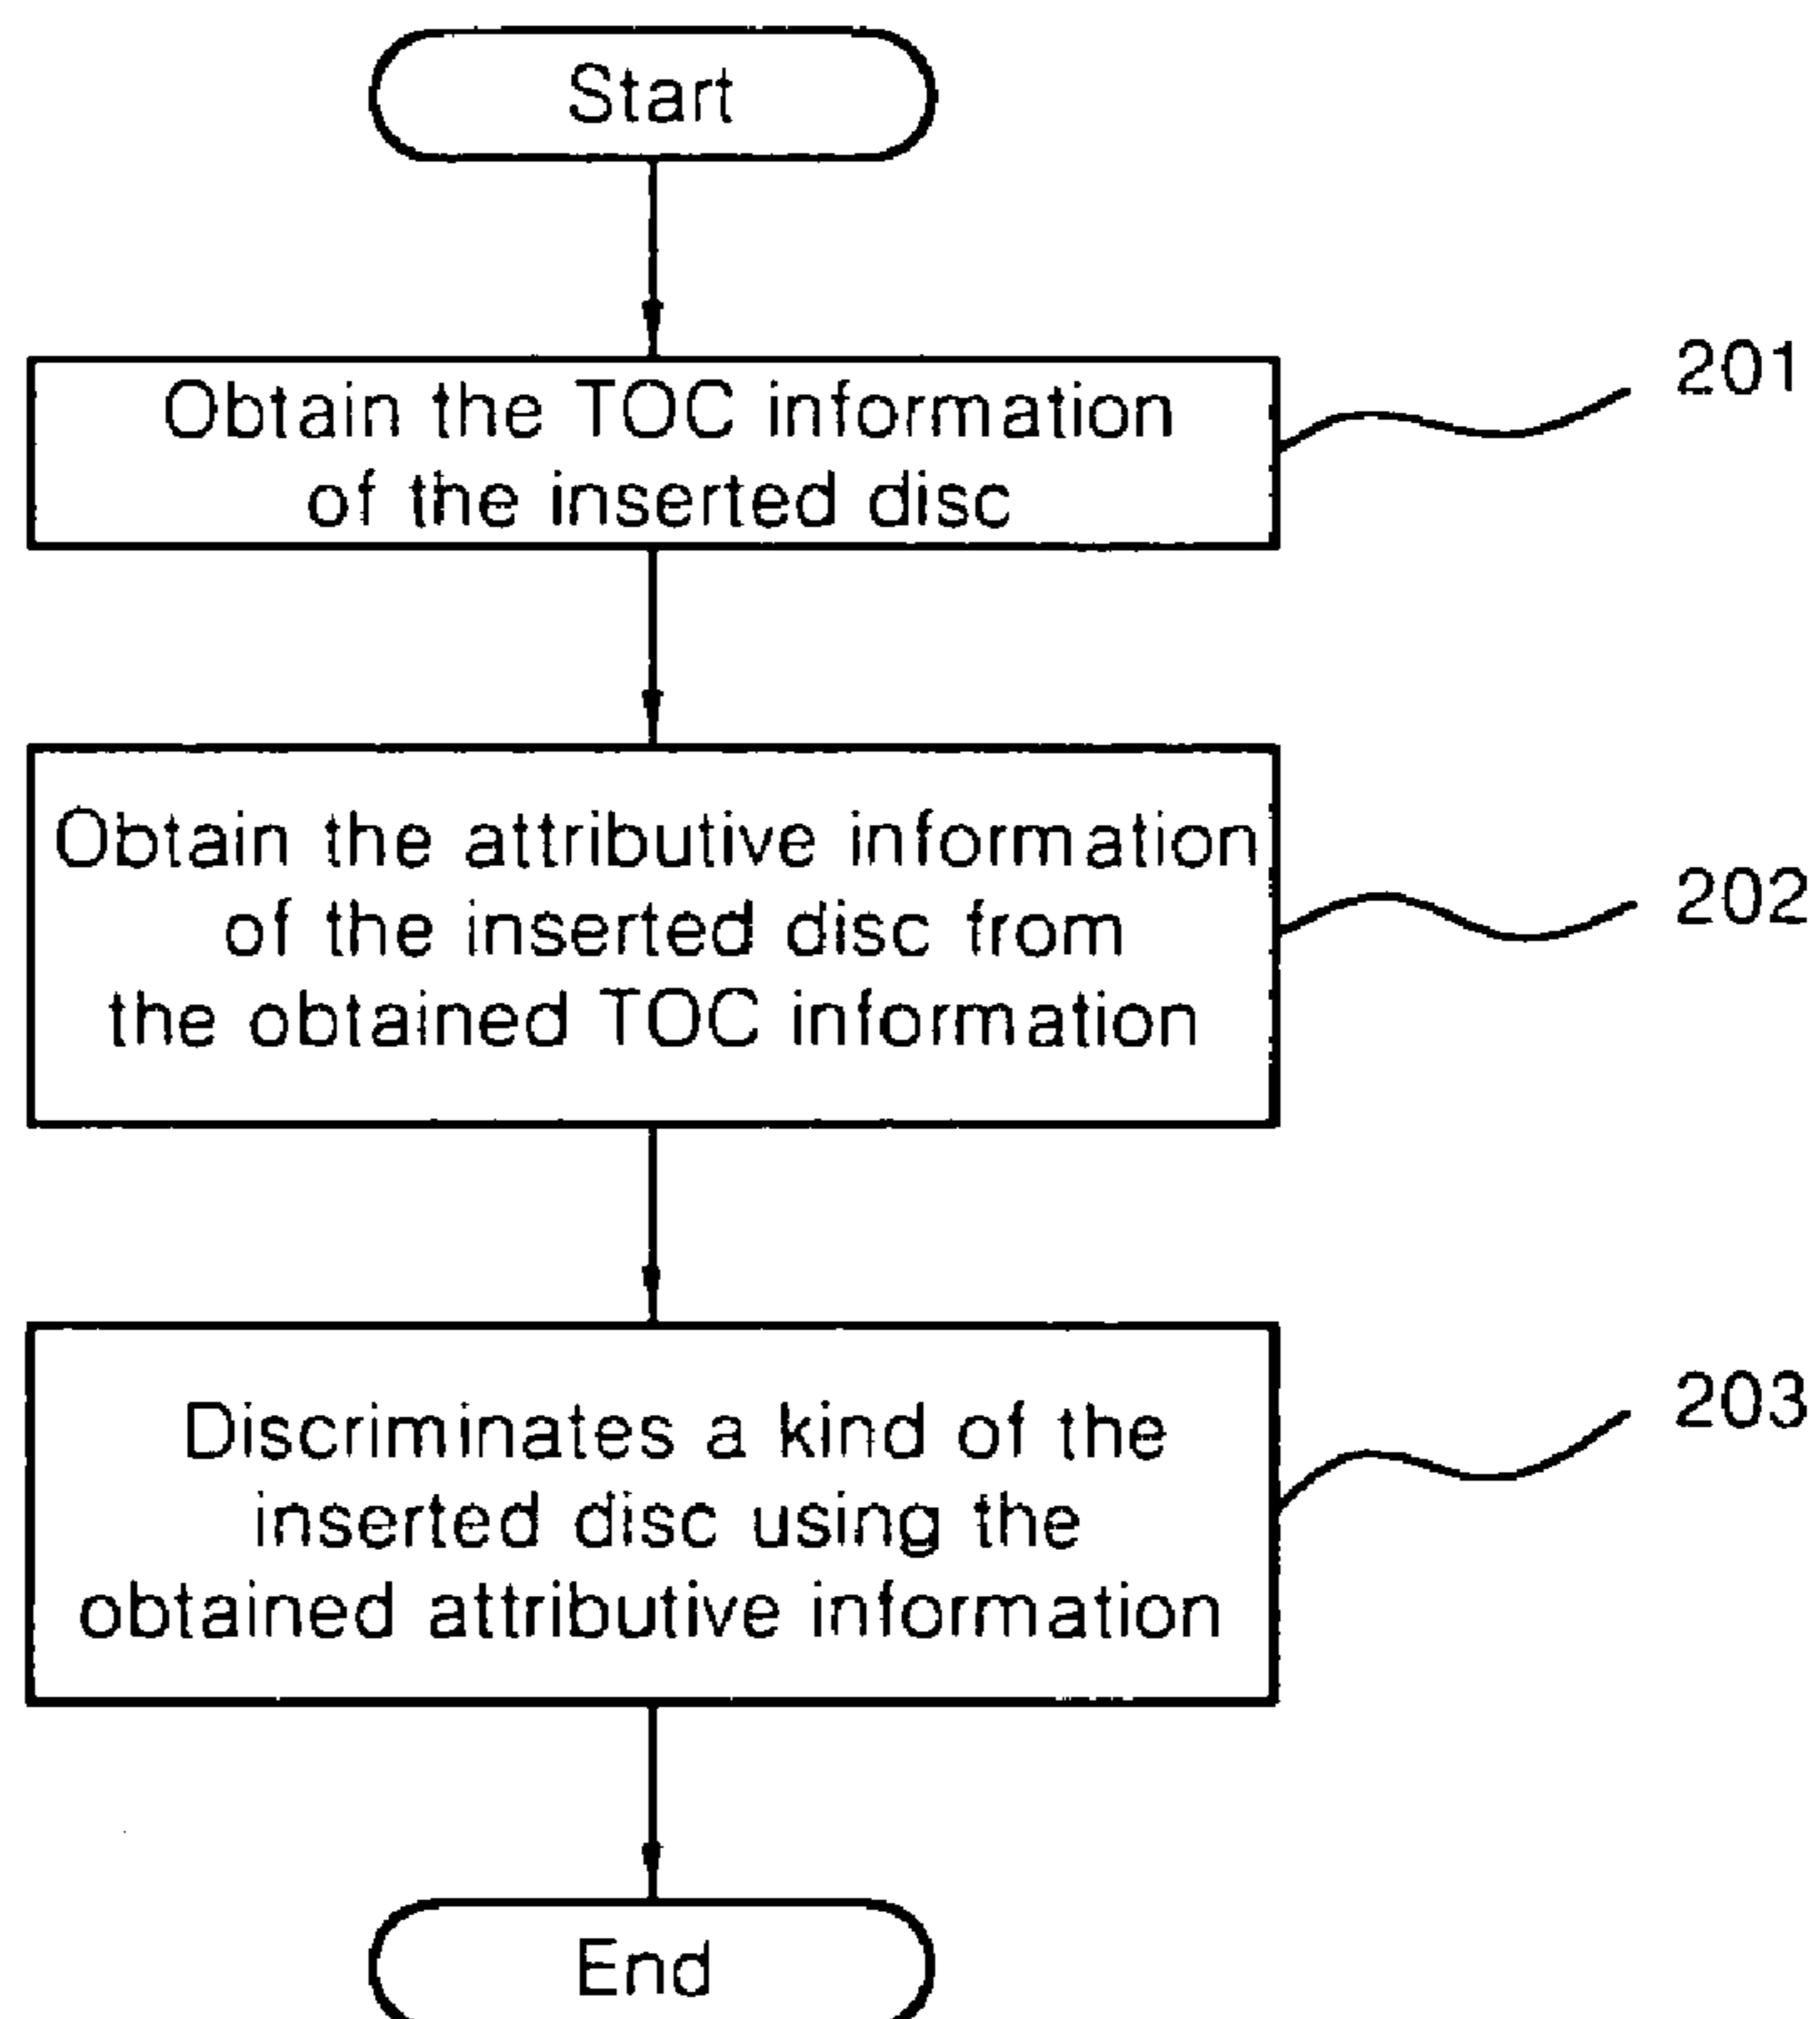 Start
Obtain the TOC information
of the inserted disc
201
Obtain the attributive information
of the inserted disc from
the obtained TOC information
202
Discriminates a kind of the
inserted disc using the
obtained attributive information
203
End